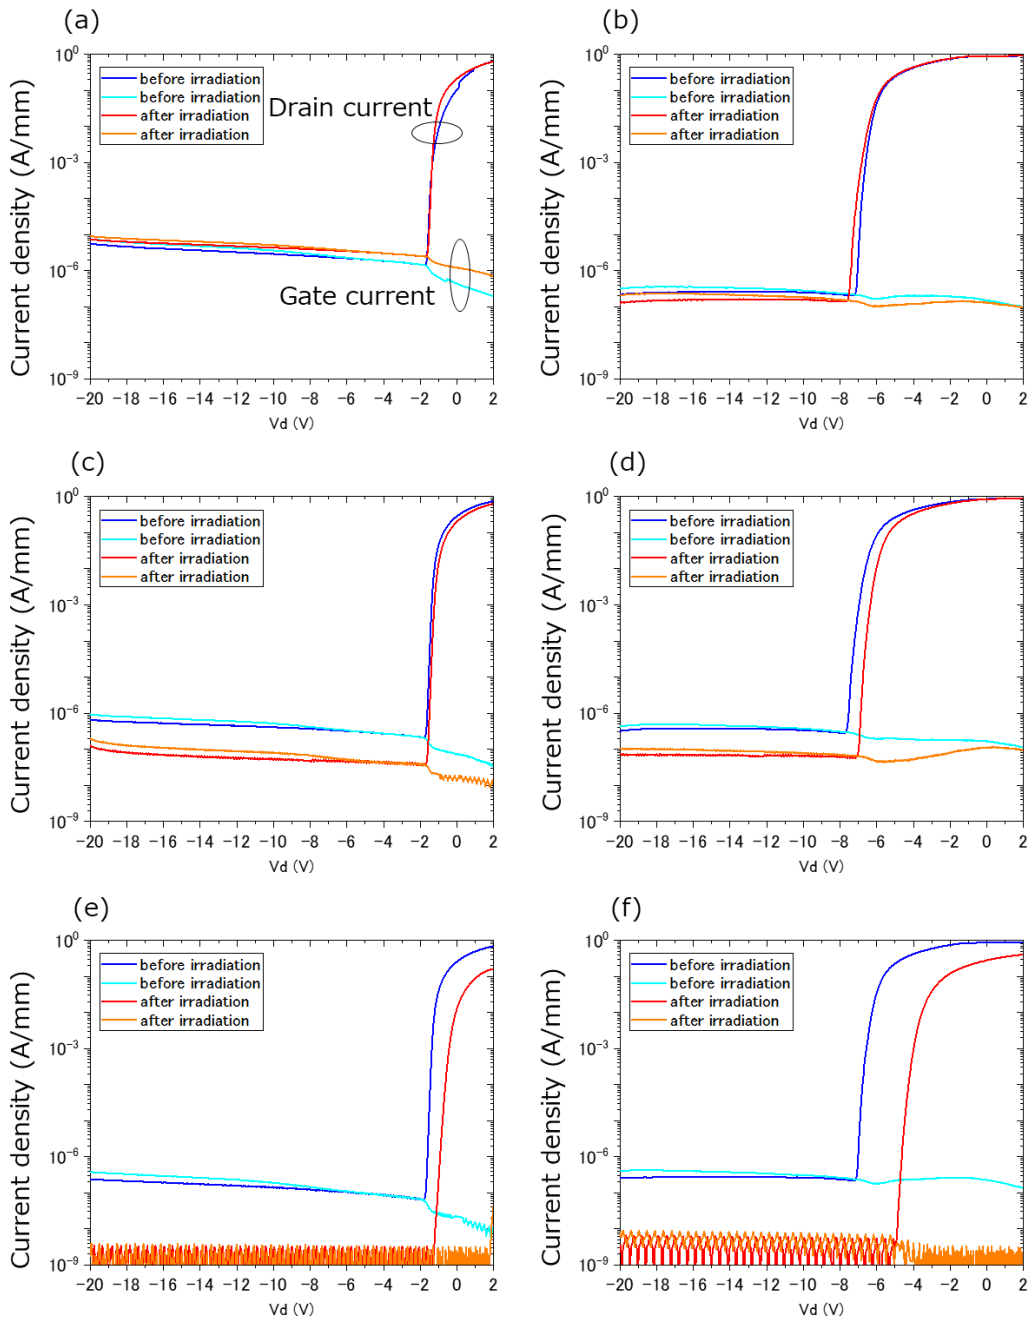 (a)
10^0
10^-3
10^-6
10^-9
Current density (A/mm)
before irradiation
before irradiation
after irradiation
after irradiation
Drain current
Gate current
-20 -18 -16 -14 -12 -10 -8 -6 -4 -2 0 2
Vd (V)
(b)
10^0
10^-3
10^-6
10^-9
Current density (A/mm)
before irradiation
before irradiation
after irradiation
after irradiation
-20 -18 -16 -14 -12 -10 -8 -6 -4 -2 0 2
Vd (V)
(c)
10^0
10^-3
10^-6
10^-9
Current density (A/mm)
before irradiation
before irradiation
after irradiation
after irradiation
-20 -18 -16 -14 -12 -10 -8 -6 -4 -2 0 2
Vd (V)
(d)
10^0
10^-3
10^-6
10^-9
Current density (A/mm)
before irradiation
before irradiation
after irradiation
after irradiation
-20 -18 -16 -14 -12 -10 -8 -6 -4 -2 0 2
Vd (V)
(e)
10^0
10^-3
10^-6
10^-9
Current density (A/mm)
before irradiation
before irradiation
after irradiation
after irradiation
-20 -18 -16 -14 -12 -10 -8 -6 -4 -2 0 2
Vd (V)
(f)
10^0
10^-3
10^-6
10^-9
Current density (A/mm)
before irradiation
before irradiation
after irradiation
after irradiation
-20 -18 -16 -14 -12 -10 -8 -6 -4 -2 0 2
Vd (V)